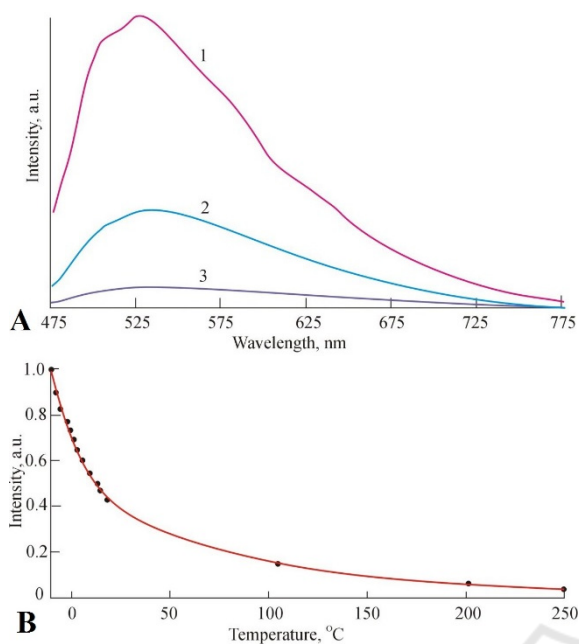 1
2
3
Intensity, a.u.
A
475 525 575 625 675 725 775
Wavelength, nm
1.0
0.8
0.6
0.4
0.2
0
Intensity, a.u.
B
0 50 100 150 200 250
Temperature, °C